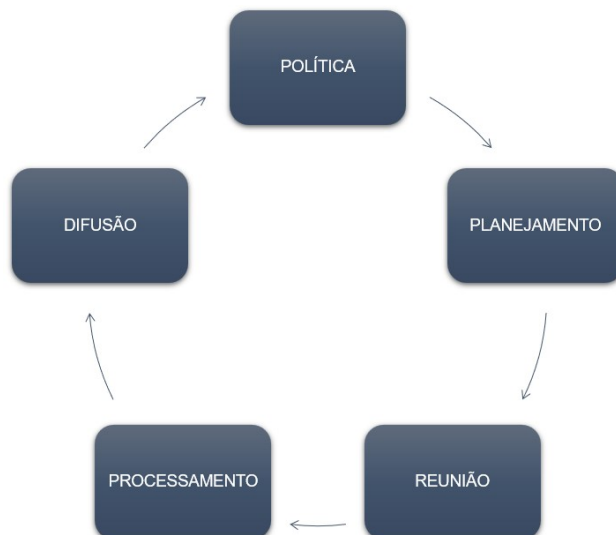 POLÍTICA
PLANEJAMENTO
REUNIÃO
PROCESSAMENTO
DIFUSÃO